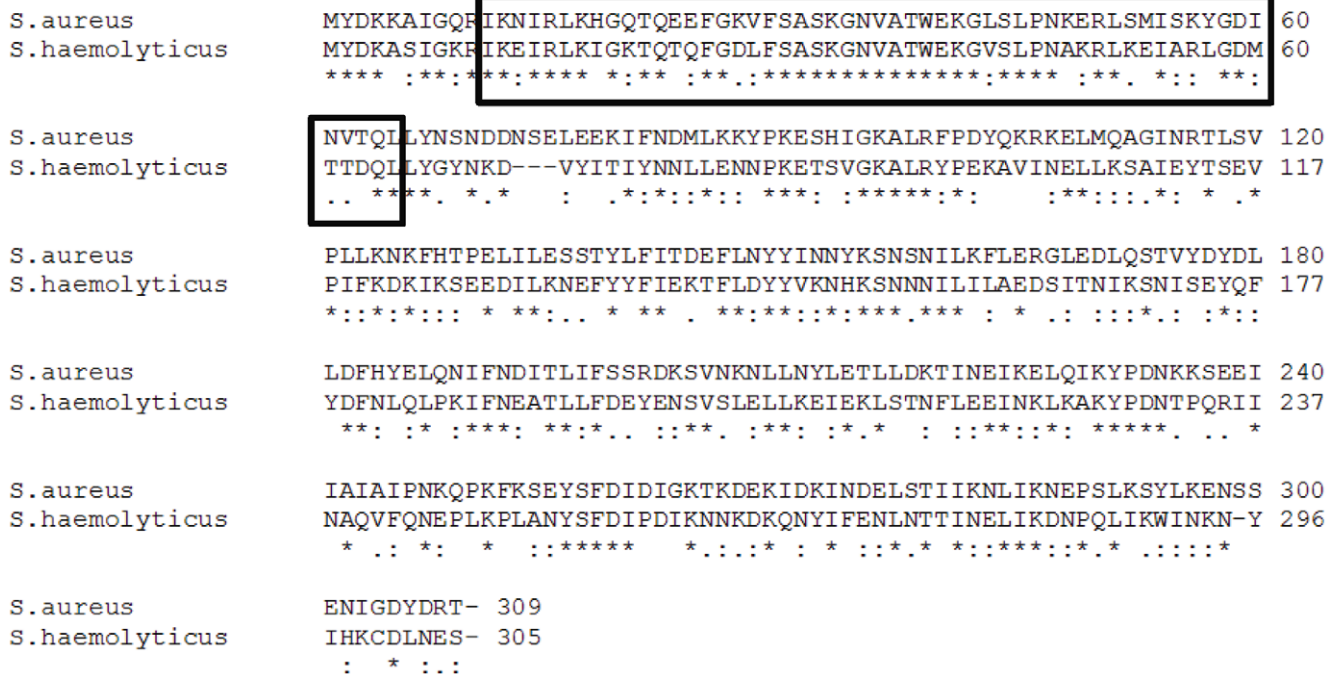 S.aureus MYDKKAIGQRIKNIRLKHGQTQEEFGKVFSASKGNVATWEKGLSLPNKERLSMISKYGDI 60
S.haemolyticus MYDKASIGKRIKEIRLKIGKTQTQFGDLFSASKGNVATWEKGVSLPNAKRLKEIARLGDM 60
**** :**:***:**** *:** :**.:**************:**** :**. *:: **:
S.aureus NVTQLLYNSNDDNSELEEKIFNDMLKKYPKESHIGKALRFPDYQKRKELMQAGINRTLSV 120
S.haemolyticus TTDQLLYGYNKD---VYITIYNNLLENNPKETSVGKALRYPEKAVINELLKSAIEYTSEV 117
.. ****. *.*   :  .*:*::*:: ***: :*****:*:    :**:::.*: * .*
S.aureus PLLKNKFHTPELILESSTYLFITDEFLNYYINNYKSNSNILKFLERGLEDLQSTVYDYDL 180
S.haemolyticus PIFKDKIKSEEDILKNEFYYFIEKTFLDYYVKNHKSNNNILILAEDSITNIKSNISEYQF 177
*::*:*::: * **:.. * ** . **:**::*:***.*** : * .: :::*.: :*::
S.aureus LDFHYELQNIFNDITLIFSSRDKSVNKNLLNYLETLLDKTINEIKELQIKYPDNKKSEEI 240
S.haemolyticus YDFNLQLPKIFNEATLLFDEYENSVSLELLKEIEKLSTNFLEEINKLKAKYPDNTPQRII 237
**: :* :***: **:*.. ::**. :**: :*.*  : ::**::*: *****. .. *
S.aureus IAIAIPNKQPKFKSEYSFDIDIGKTKDEKIDKINDELSTIIKNLIKNEPSLKSYLKENSS 300
S.haemolyticus NAQVFQNEPLKPLANYSFDIPDIKNNKDKQNYIFENLNTTINELIKDNPQLIKWINKN-Y 296
* .: *:  *  ::*****   *.:.:* : * ::*.* *::***::*.* .::::*
S.aureus ENIGDYDRT- 309
S.haemolyticus IHKCDLNES- 305
:  * :.: